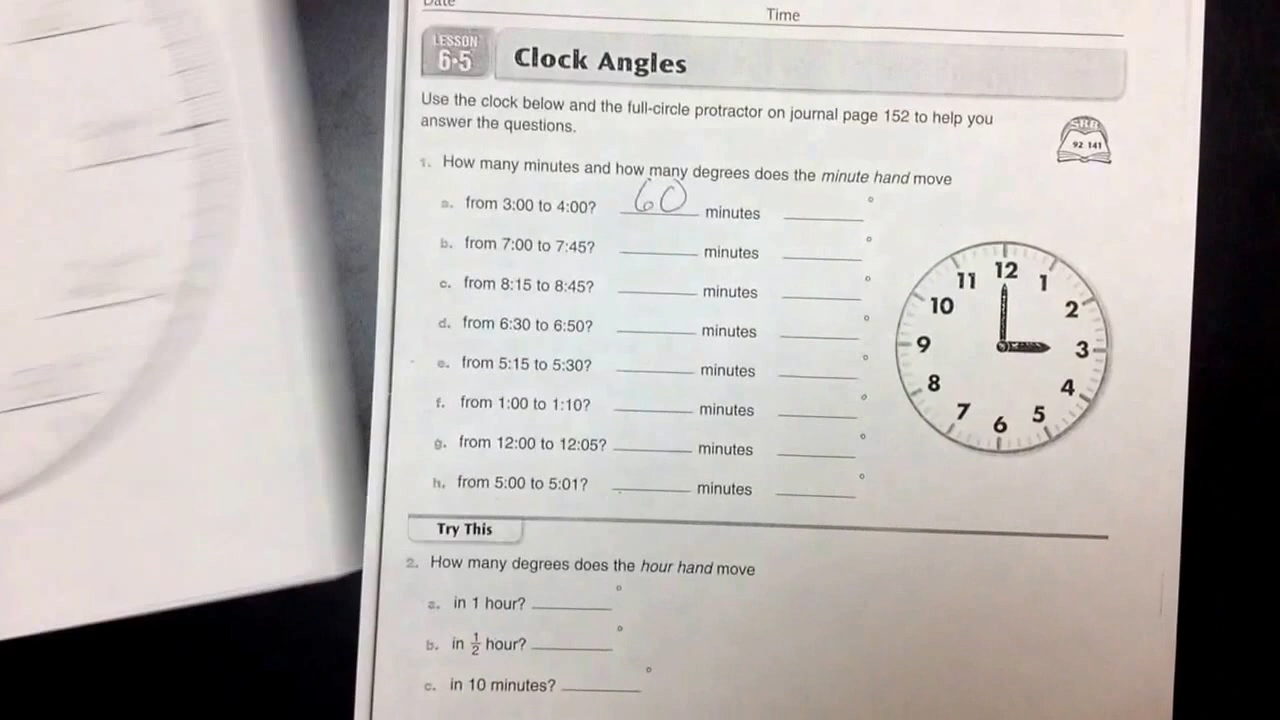 Date
Time
LESSON
6•5
Clock Angles
Use the clock below and the full-circle protractor on journal page 152 to help you
answer the questions.
SRB
92 141
1. How many minutes and how many degrees does the minute hand move
a. from 3:00 to 4:00? 60 minutes °
b. from 7:00 to 7:45? minutes °
c. from 8:15 to 8:45? minutes °
d. from 6:30 to 6:50? minutes °
e. from 5:15 to 5:30? minutes °
f. from 1:00 to 1:10? minutes °
g. from 12:00 to 12:05? minutes °
h. from 5:00 to 5:01? minutes °
12
11 1
10 2
9 3
8 4
7 5
6
Try This
2. How many degrees does the hour hand move
a. in 1 hour? °
b. in 1/2 hour? °
c. in 10 minutes? °